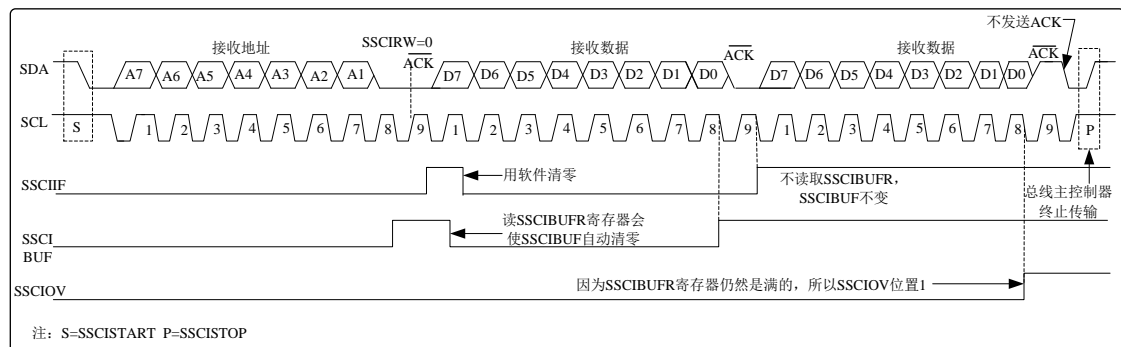 不发送ACK
接收地址 SSCIRW=0 接收数据 接收数据
ACK ACK ACK
SDA A7 A6 A5 A4 A3 A2 A1 D7 D6 D5 D4 D3 D2 D1 D0 D7 D6 D5 D4 D3 D2 D1 D0
SCL S 1 2 3 4 5 6 7 8 9 1 2 3 4 5 6 7 8 9 1 2 3 4 5 6 7 8 9 P
SSCIIF
用软件清零
不读取SSCIBUFR,
SSCIBUF不变
总线主控制器
终止传输
SSCI
BUF
读SSCIBUFR寄存器会
使SSCIBUF自动清零
SSCIOV
因为SSCIBUFR寄存器仍然是满的，所以SSCIOV位置1
注：S=SSCISTART P=SSCISTOP